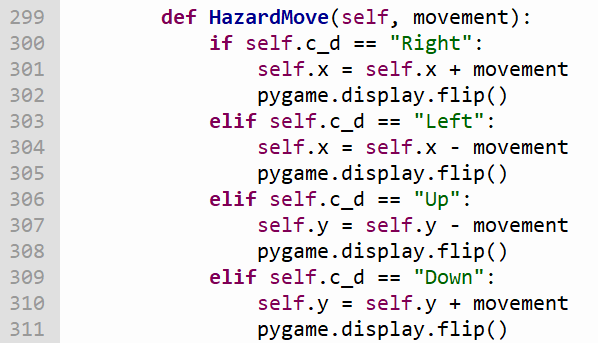 299 def HazardMove(self, movement):
300 if self.c_d == "Right":
301 self.x = self.x + movement
302 pygame.display.flip()
303 elif self.c_d == "Left":
304 self.x = self.x - movement
305 pygame.display.flip()
306 elif self.c_d == "Up":
307 self.y = self.y - movement
308 pygame.display.flip()
309 elif self.c_d == "Down":
310 self.y = self.y + movement
311 pygame.display.flip()